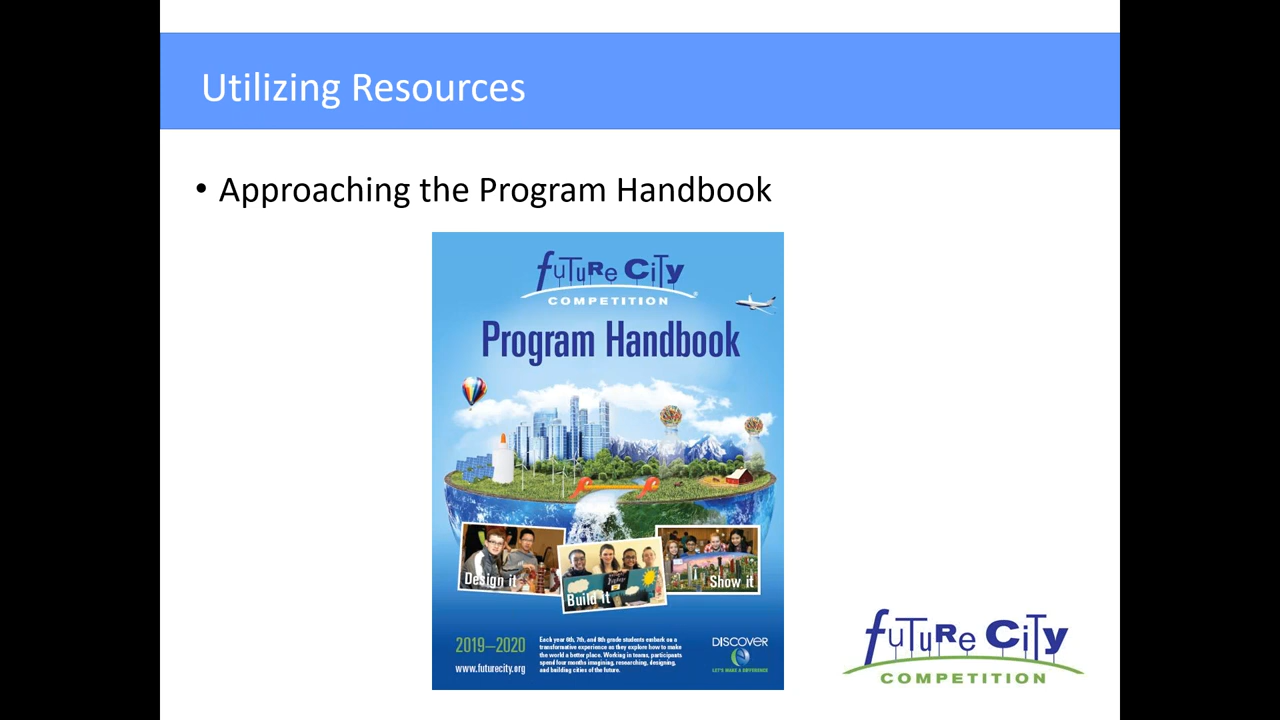 Utilizing Resources
• Approaching the Program Handbook
FuTuRe CiTy
COMPETITION
Program Handbook
Design it
Build it
Show it
2019–2020
www.futurecity.org
Each year 6th, 7th, and 8th grade students embark on a
transformative experience as they explore how to make
the world a better place. Working in teams, participants
spend four months imagining, researching, designing,
and building cities of the future.
DISCOVER
LET'S MAKE A DIFFERENCE
FuTuRe CiTy
COMPETITION